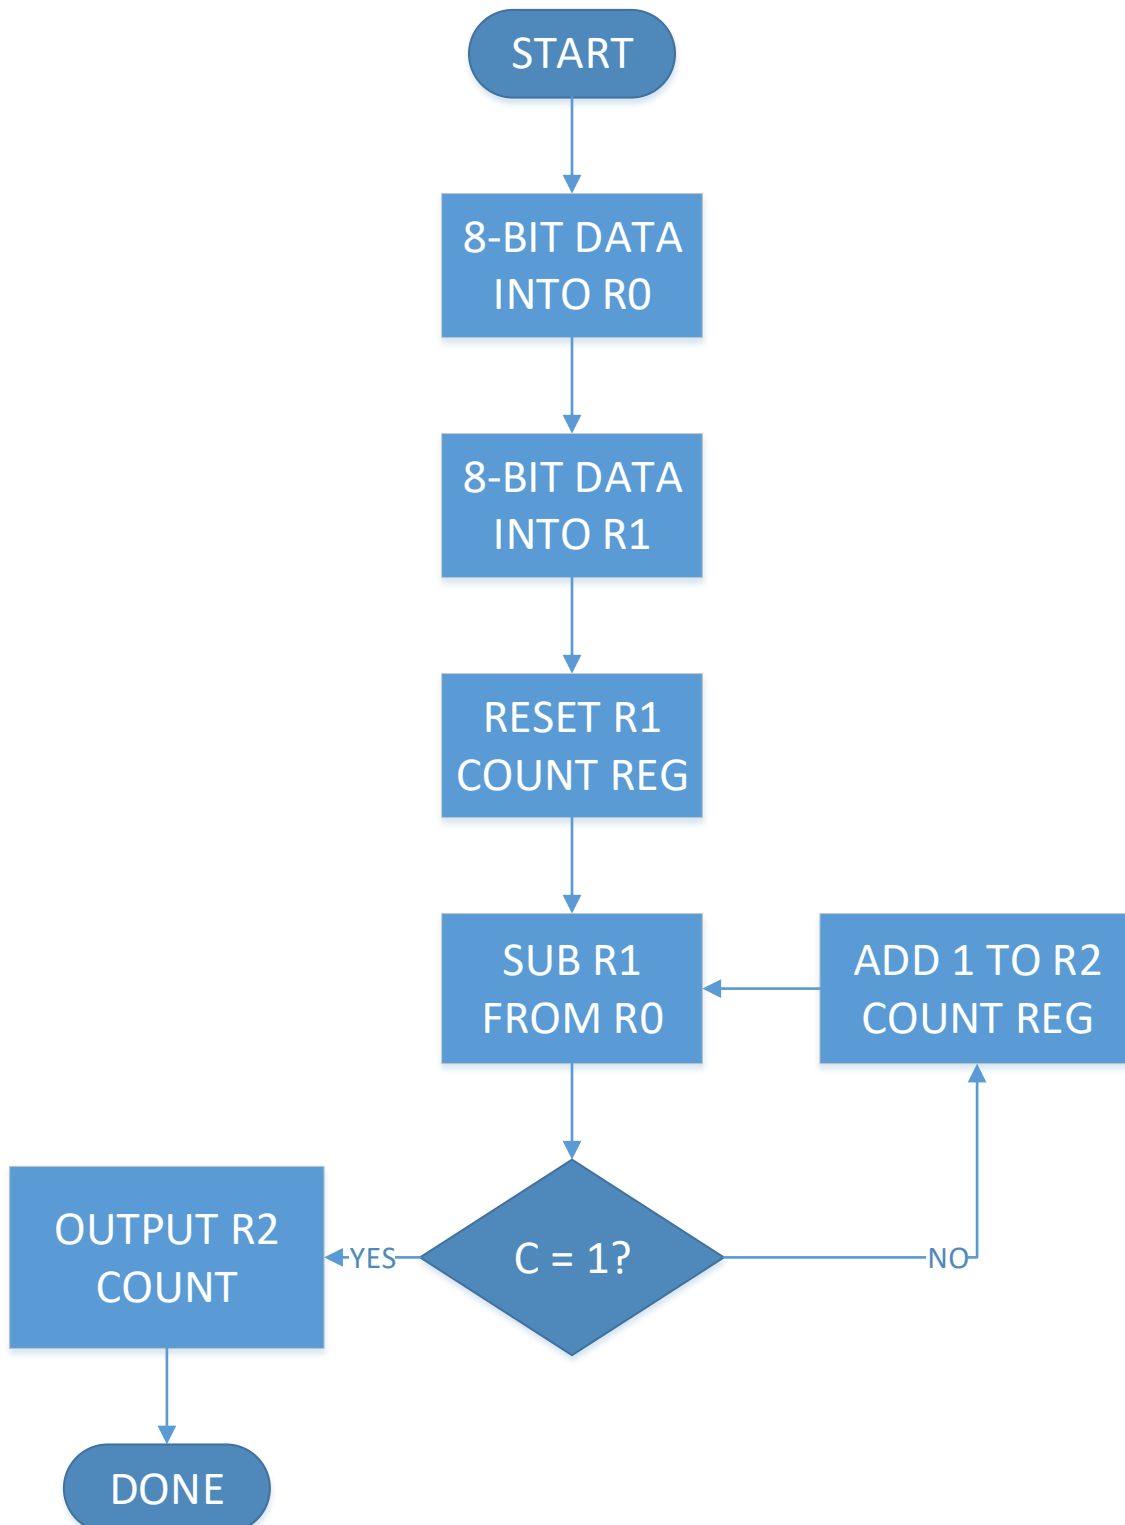 START
8-BIT DATA
INTO R0
8-BIT DATA
INTO R1
RESET R1
COUNT REG
SUB R1
FROM R0
ADD 1 TO R2
COUNT REG
C = 1?
YES
NO
OUTPUT R2
COUNT
DONE